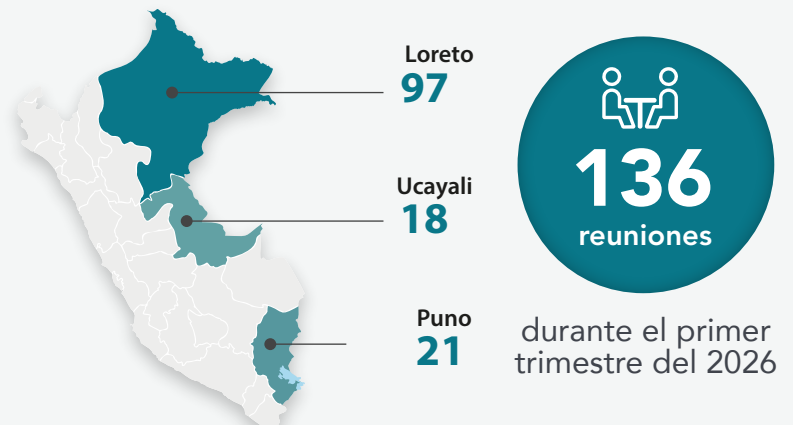 Loreto
97
Ucayali
18
Puno
21
136
reuniones
durante el primer
trimestre del 2026